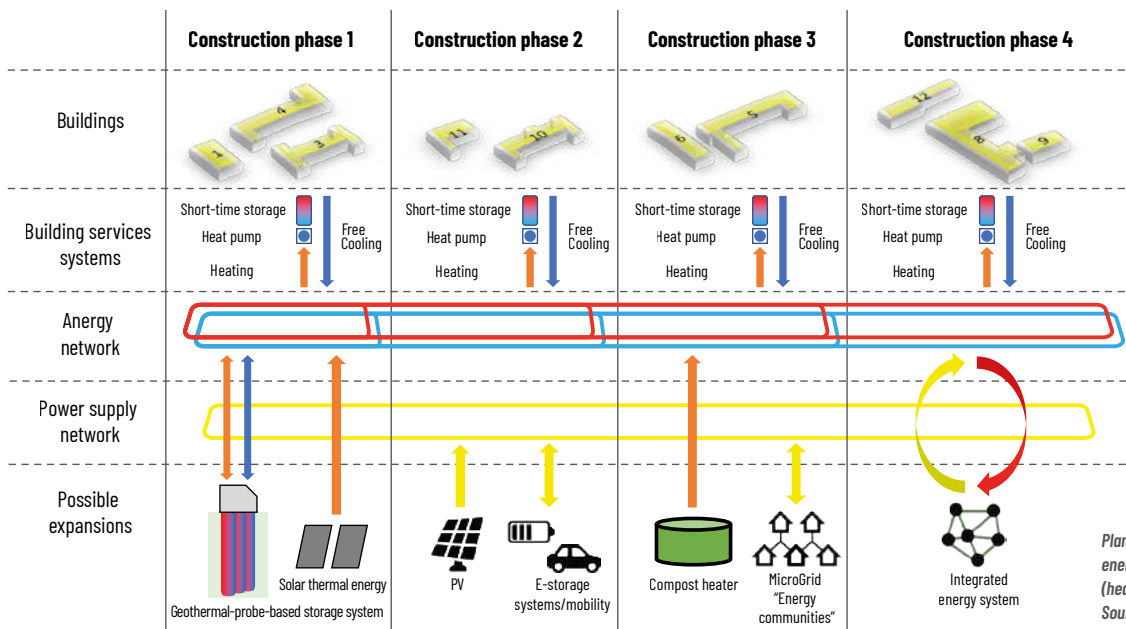 Construction phase 1
Construction phase 2
Construction phase 3
Construction phase 4
Buildings
1
4
3
11
10
6
5
12
8
9
Building services
systems
Short-time storage
Heat pump
Heating
Free
Cooling
Short-time storage
Heat pump
Heating
Free
Cooling
Short-time storage
Heat pump
Heating
Free
Cooling
Short-time storage
Heat pump
Heating
Free
Cooling
Anergy
network
Power supply
network
Possible
expansions
Geothermal-probe-based storage system
Solar thermal energy
PV
E-storage
systems/mobility
Compost heater
MicroGrid
"Energy
communities"
Integrated
energy system
Plan
ener
(hea
Sou